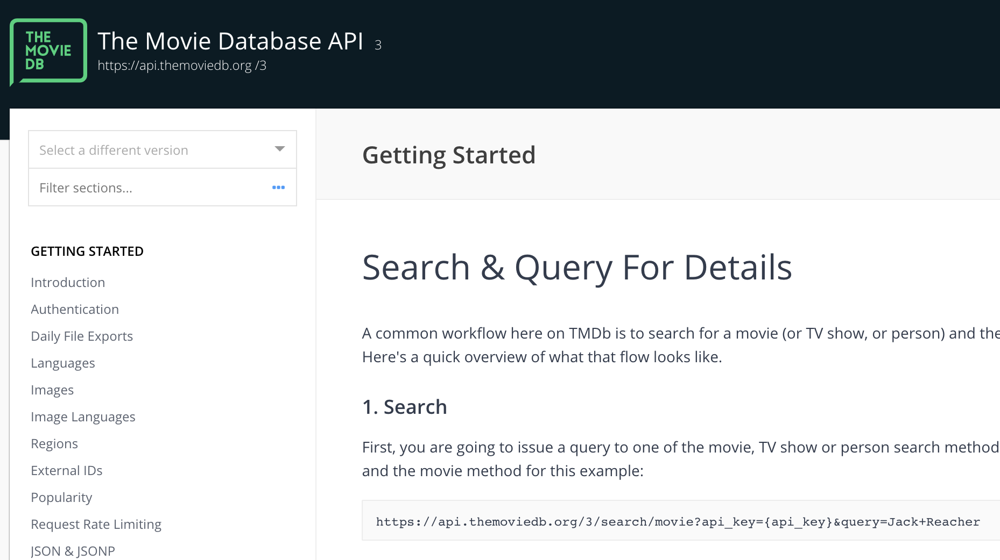 THE
MOVIE
DB
The Movie Database API 3
https://api.themoviedb.org /3
Select a different version
Filter sections...
GETTING STARTED
Introduction
Authentication
Daily File Exports
Languages
Images
Image Languages
Regions
External IDs
Popularity
Request Rate Limiting
JSON & JSONP
Getting Started
Search & Query For Details
A common workflow here on TMDb is to search for a movie (or TV show, or person) and the
Here's a quick overview of what that flow looks like.
1. Search
First, you are going to issue a query to one of the movie, TV show or person search method
and the movie method for this example:
https://api.themoviedb.org/3/search/movie?api_key={api_key}&query=Jack+Reacher